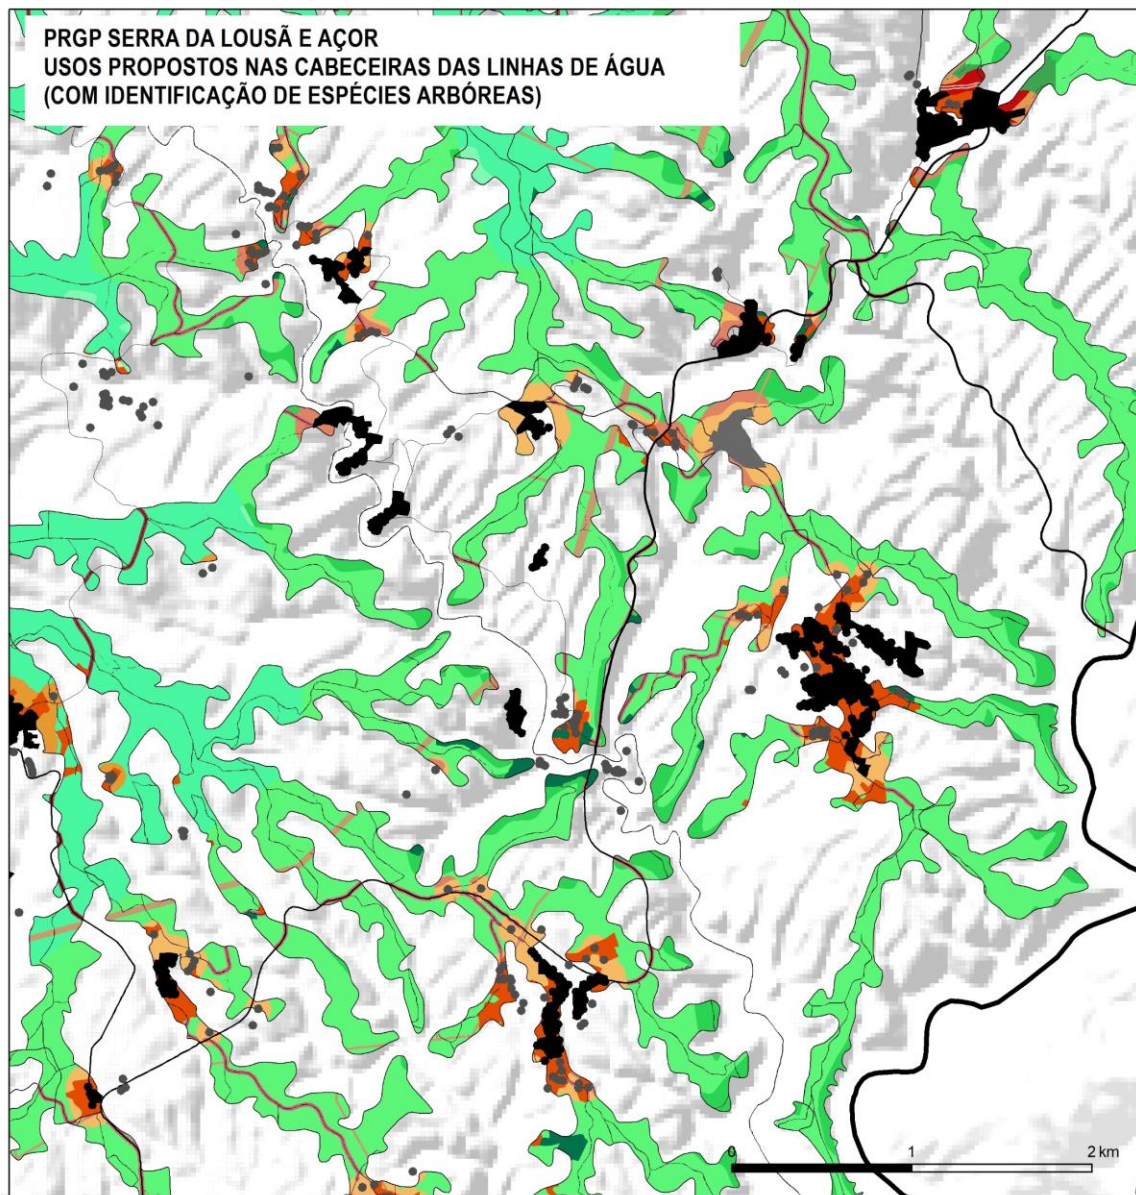 PRGP SERRA DA LOUSÃ E AÇOR
USOS PROPOSTOS NAS CABECEIRAS DAS LINHAS DE ÁGUA
(COM IDENTIFICAÇÃO DE ESPÉCIES ARBÓREAS)
0 1 2 km